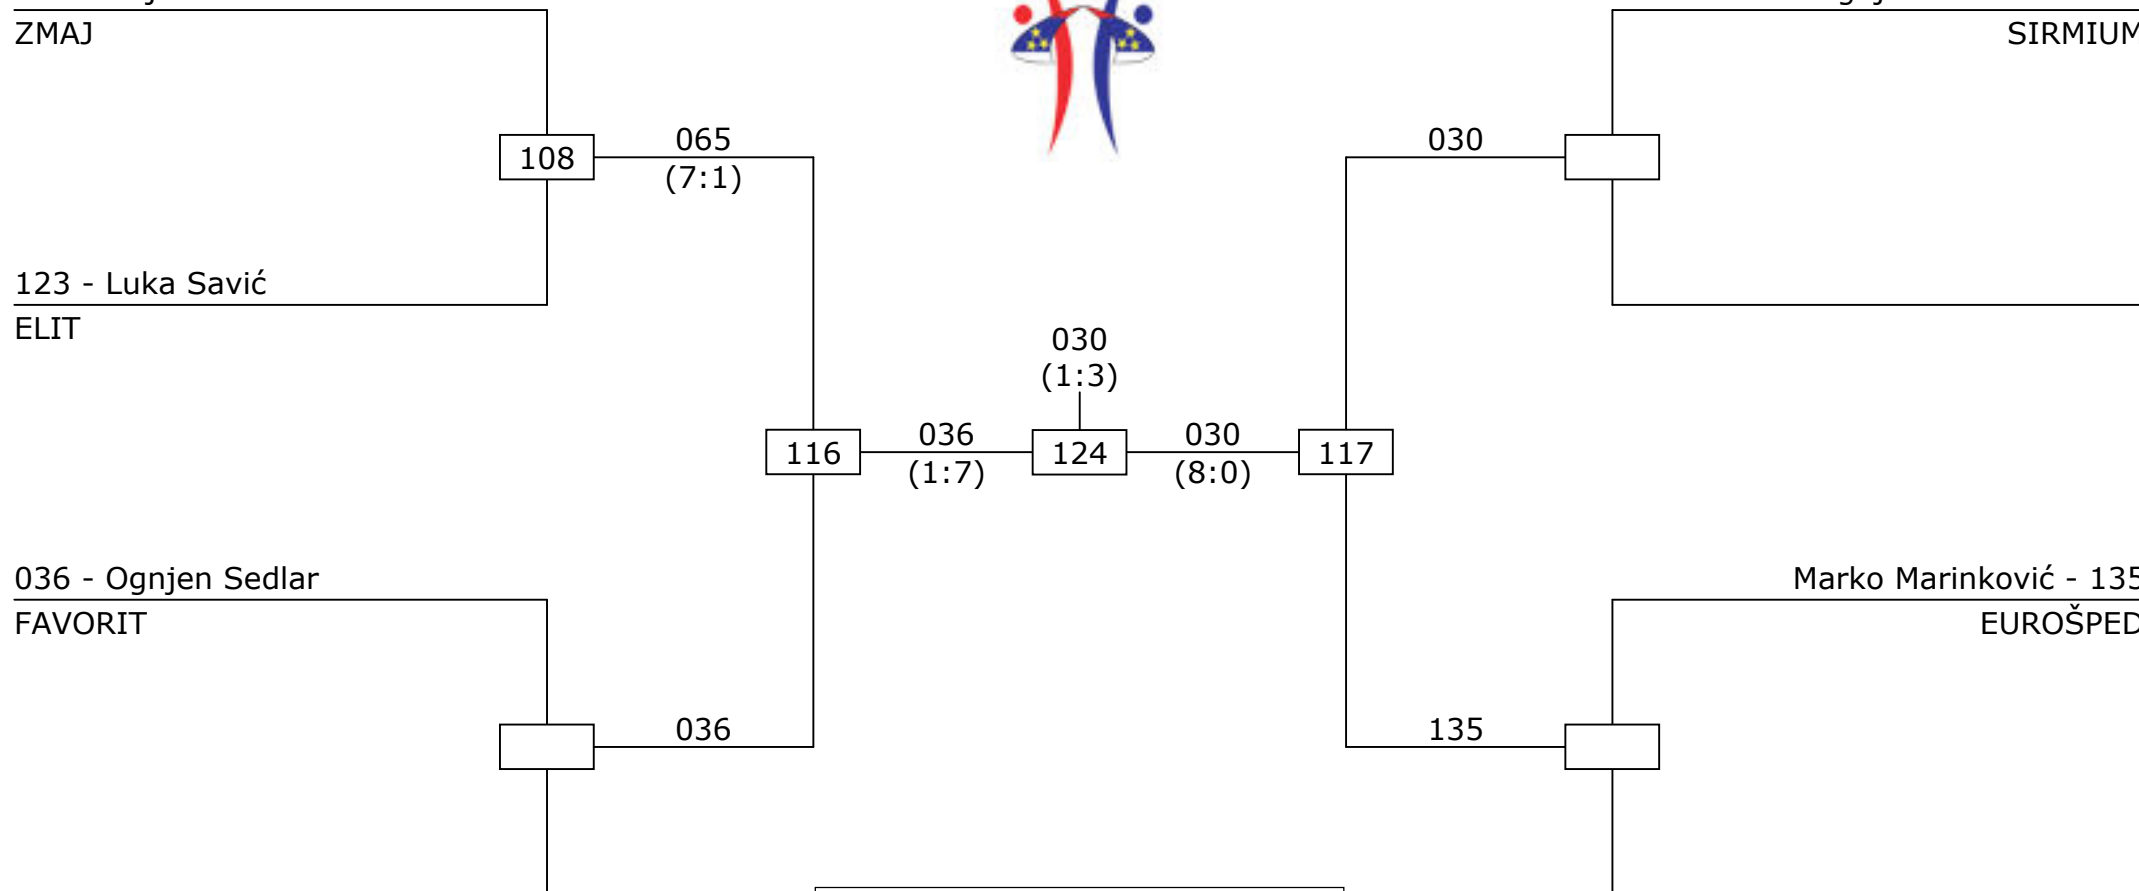 ZMAJ
SIRMIUM
108
065
(7:1)
030
123 - Luka Savić
ELIT
030
(1:3)
116
036
(1:7)
124
030
(8:0)
117
036 - Ognjen Sedlar
FAVORIT
Marko Marinković - 135
EUROŠPED
036
135